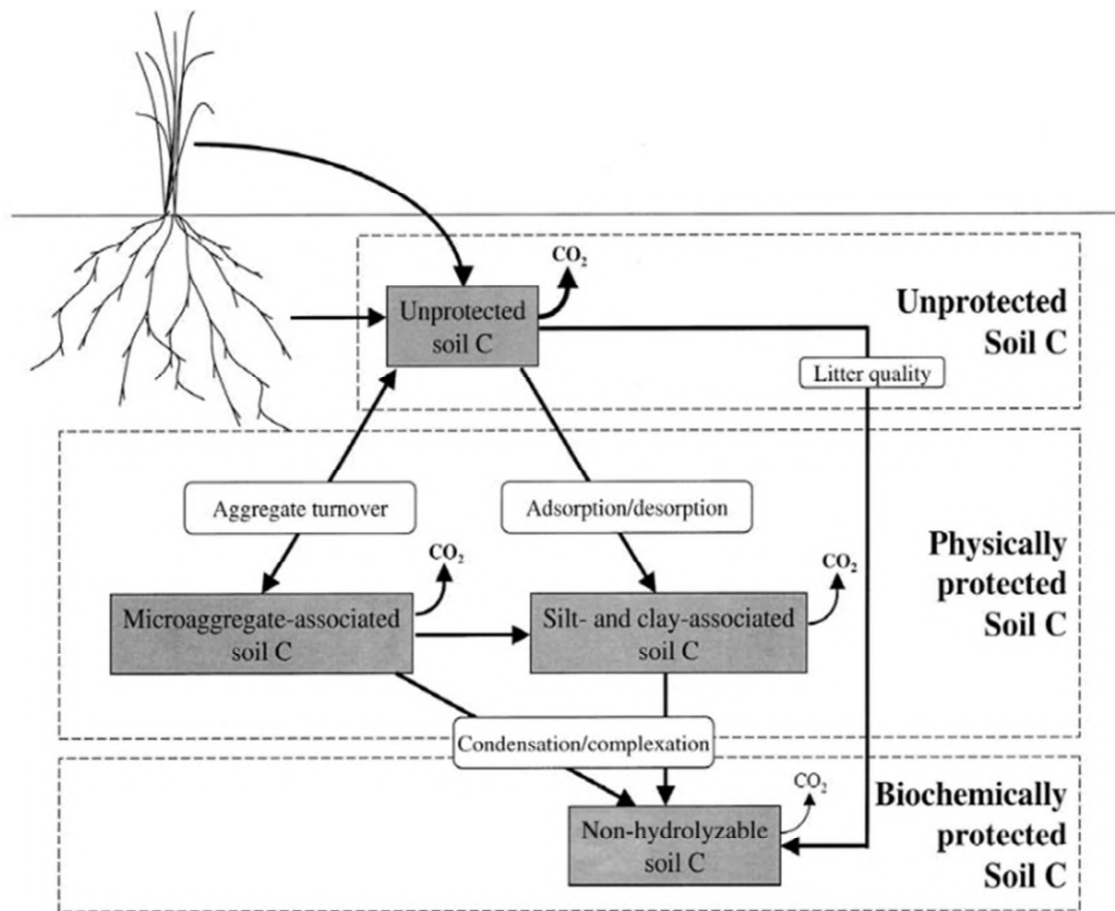 CO₂
Unprotected
soil C
Unprotected
Soil C
Litter quality
Aggregate turnover
Adsorption/desorption
CO₂
CO₂
Physically
protected
Soil C
Microaggregate-associated
soil C
Silt- and clay-associated
soil C
Condensation/complexation
CO₂
Biochemically
protected
Soil C
Non-hydrolyzable
soil C